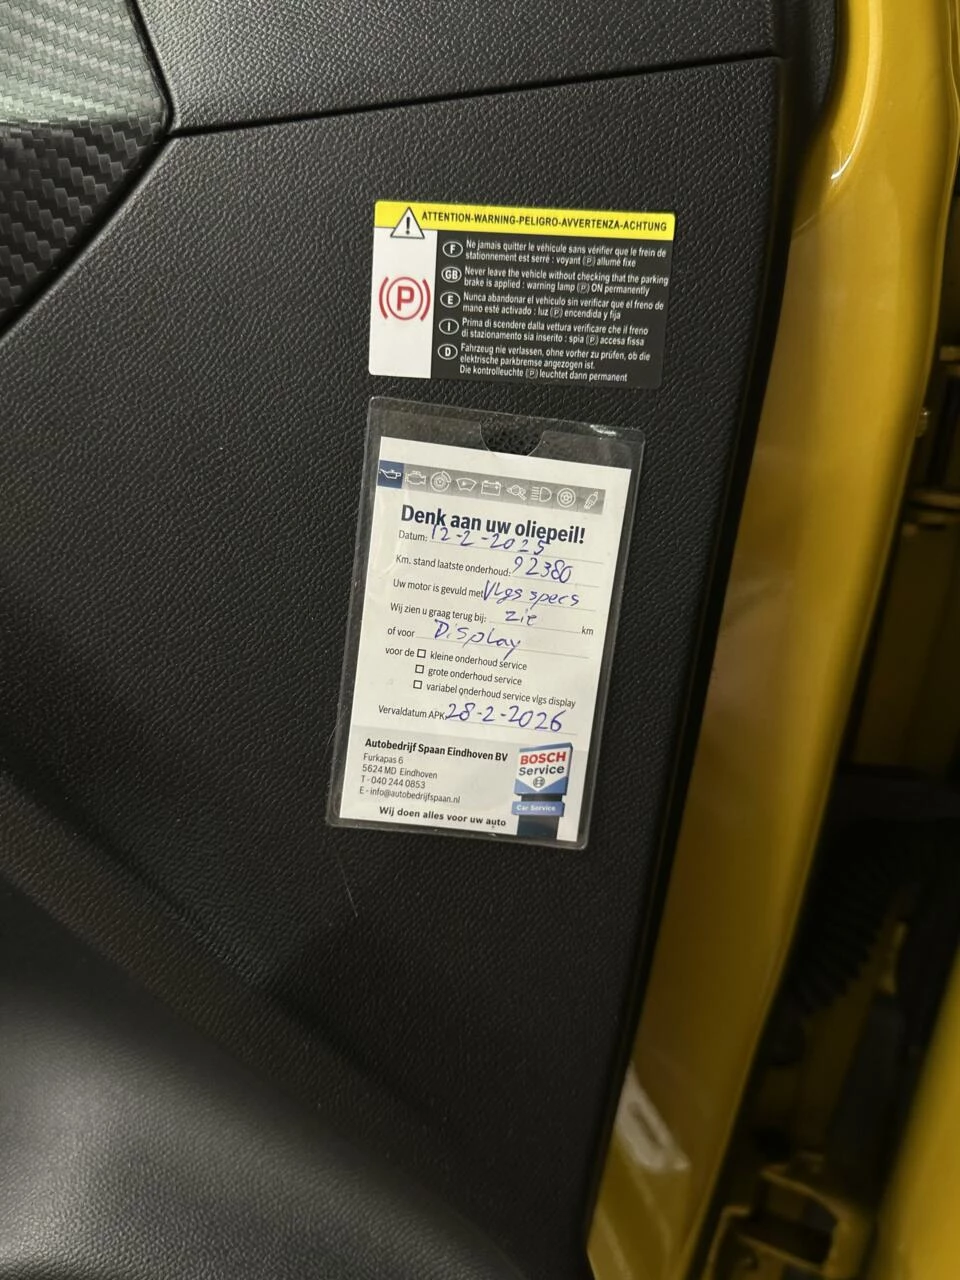 ATTENTION-WARNING-PELIGRO-AVVERTENZA-ACHTUNG
F Ne jamais quitter le véhicule sans vérifier que le frein de
stationnement est serré : voyant (P) allumé fixe
GB Never leave the vehicle without checking that the parking
brake is applied : warning lamp (P) ON permanently
E Nunca abandonar el vehiculo sin verificar que el freno de
mano esté activado : luz (P) encendida y fija
I Prima di scendere dalla vettura verificare che il freno
di stazionamento sia inserito : spia (P) accesa fissa
D Fahrzeug nie verlassen, ohne vorher zu prüfen, ob die
elektrische parkbremse angezogen ist.
Die kontrolleuchte (P) leuchtet dann permanent
P
Denk aan uw oliepeil!
Datum: 12-2-2025
Km. stand laatste onderhoud: 92380
Uw motor is gevuld met Vlgs specs
Wij zien u graag terug bij: zie km
of voor Display
voor de ☐ kleine onderhoud service
☐ grote onderhoud service
☐ variabel onderhoud service vlgs display
Vervaldatum APK 28-2-2026
Autobedrijf Spaan Eindhoven BV
Furkapas 6
5624 MD Eindhoven
T - 040 244 0853
E - info@autobedrijfspaan.nl
Wij doen alles voor uw auto
BOSCH
Service
Car Service